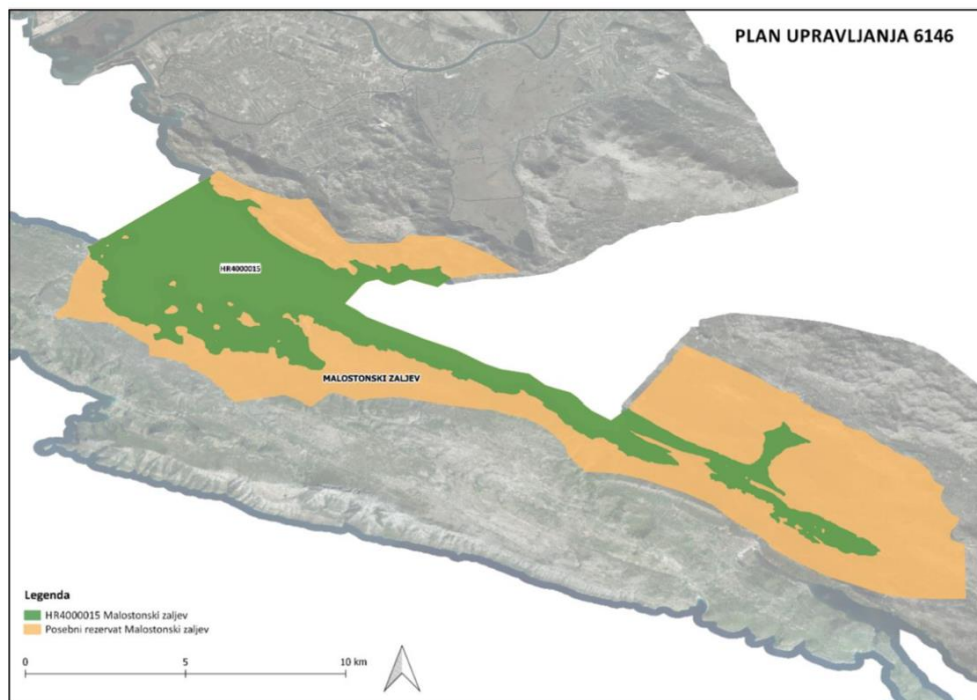 PLAN UPRAVLJANJA 6146
HR4000015
MALOSTONSKI ZALJEV
Legenda
HR4000015 Malostonski zaljev
Posebni rezervat Malostonski zaljev
0 5 10 km